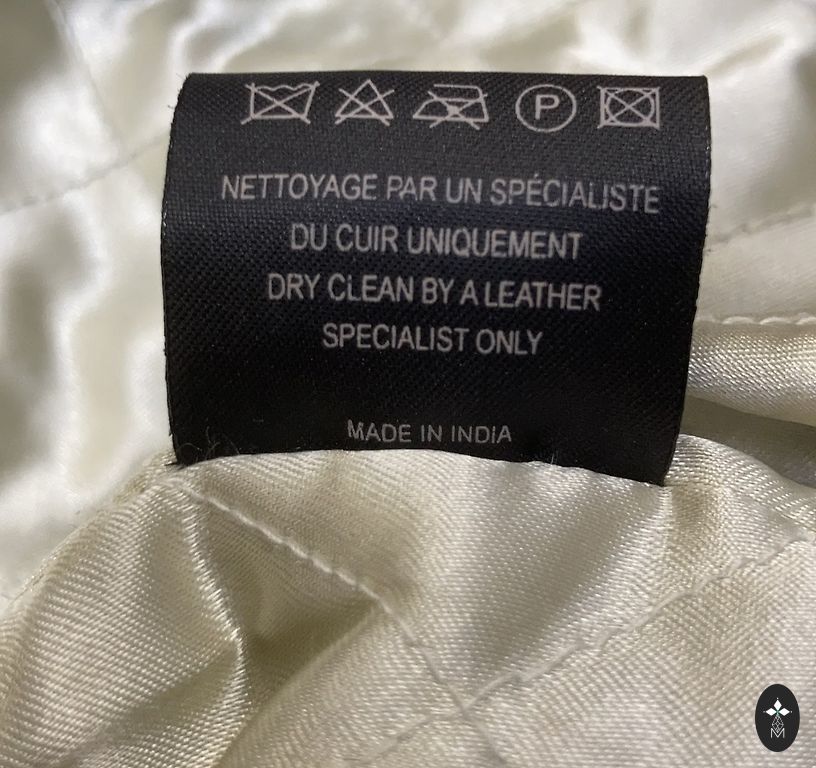 P
NETTOYAGE PAR UN SPÉCIALISTE
DU CUIR UNIQUEMENT
DRY CLEAN BY A LEATHER
SPECIALIST ONLY
MADE IN INDIA
M